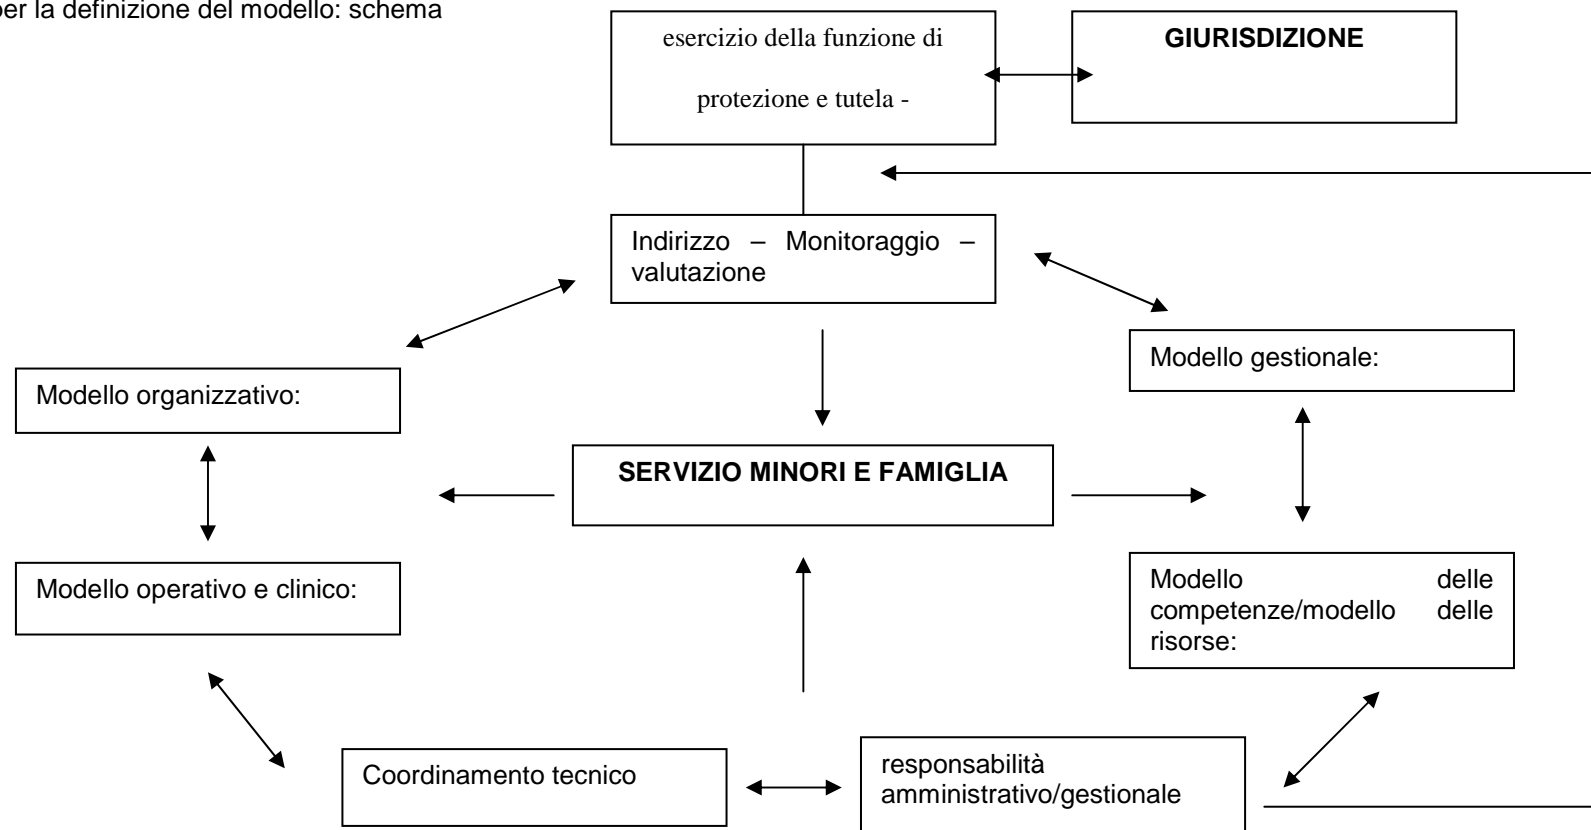 per la definizione del modello: schema
esercizio della funzione di
protezione e tutela -
GIURISDIZIONE
Indirizzo – Monitoraggio –
valutazione
Modello gestionale:
Modello organizzativo:
SERVIZIO MINORI E FAMIGLIA
Modello operativo e clinico:
Modello delle
competenze/modello delle
risorse:
Coordinamento tecnico
responsabilità
amministrativo/gestionale